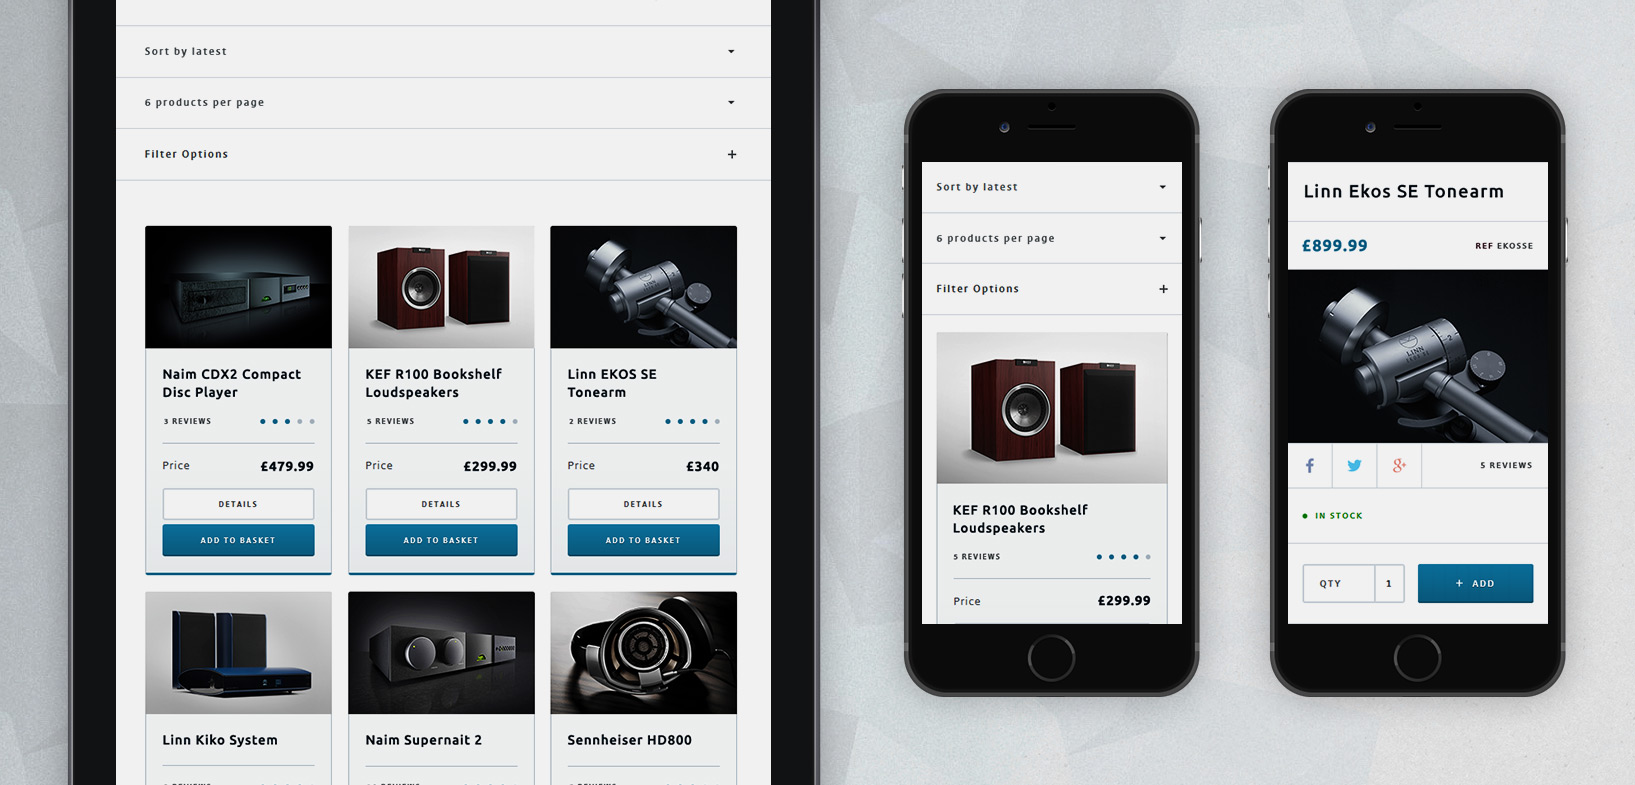 Sort by latest
6 products per page
Filter Options
Naim CDX2 Compact
Disc Player
3 REVIEWS
Price
£479.99
DETAILS
ADD TO BASKET
KEF R100 Bookshelf
Loudspeakers
5 REVIEWS
Price
£299.99
DETAILS
ADD TO BASKET
Linn EKOS SE
Tonearm
2 REVIEWS
Price
£340
DETAILS
ADD TO BASKET
Linn Kiko System
Naim Supernait 2
REVIEWS
Sennheiser HD800
Sort by latest
6 products per page
Filter Options
KEF R100 Bookshelf
Loudspeakers
5 REVIEWS
Price
£299.99
Linn Ekos SE Tonearm
£899.99
REF EKOSSE
LINN
5 REVIEWS
IN STOCK
QTY
1
+ ADD